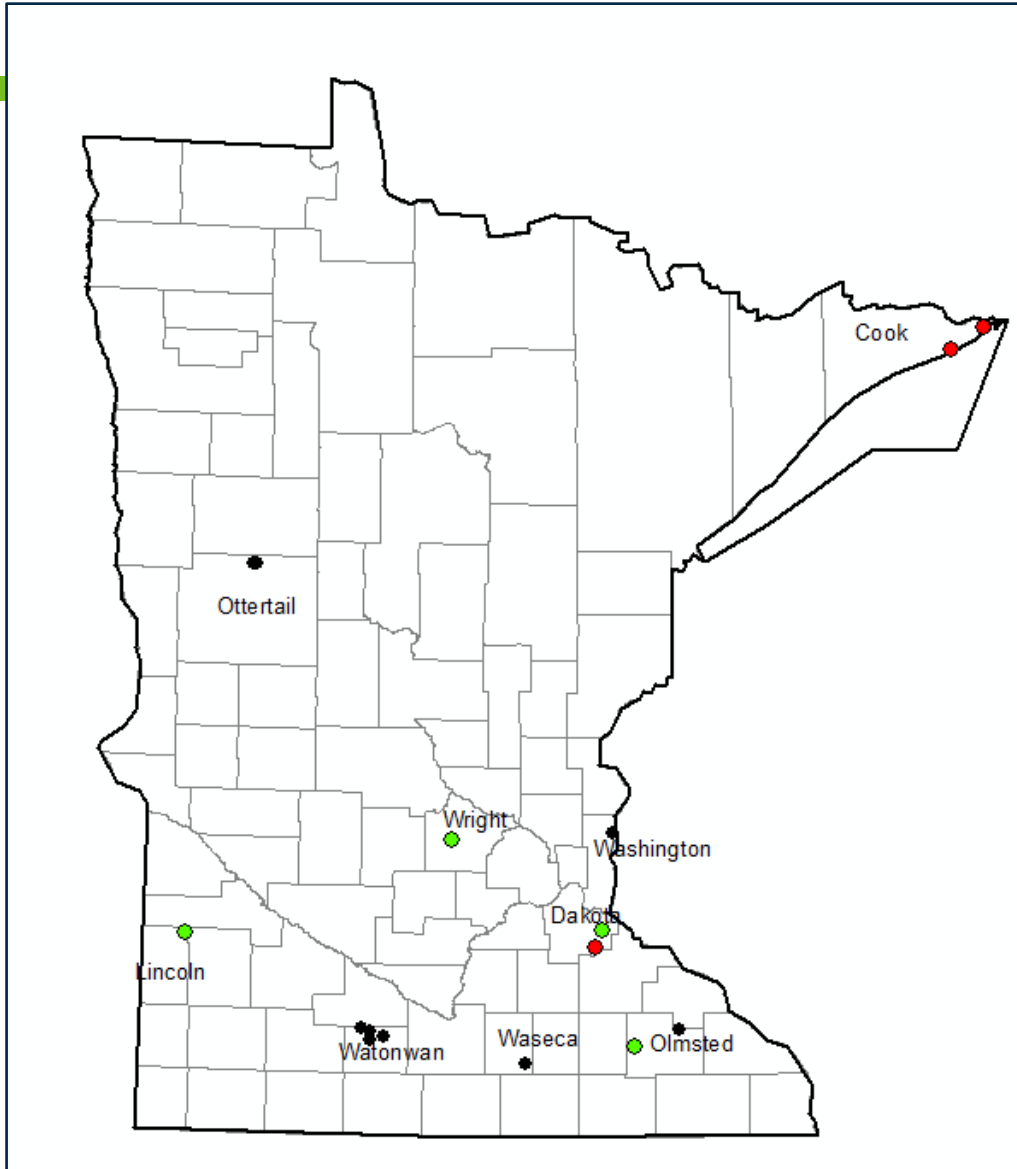 Cook
Ottertail
Wright
Washington
Dakota
Lincoln
Waseca
Olmsted
Watonwan